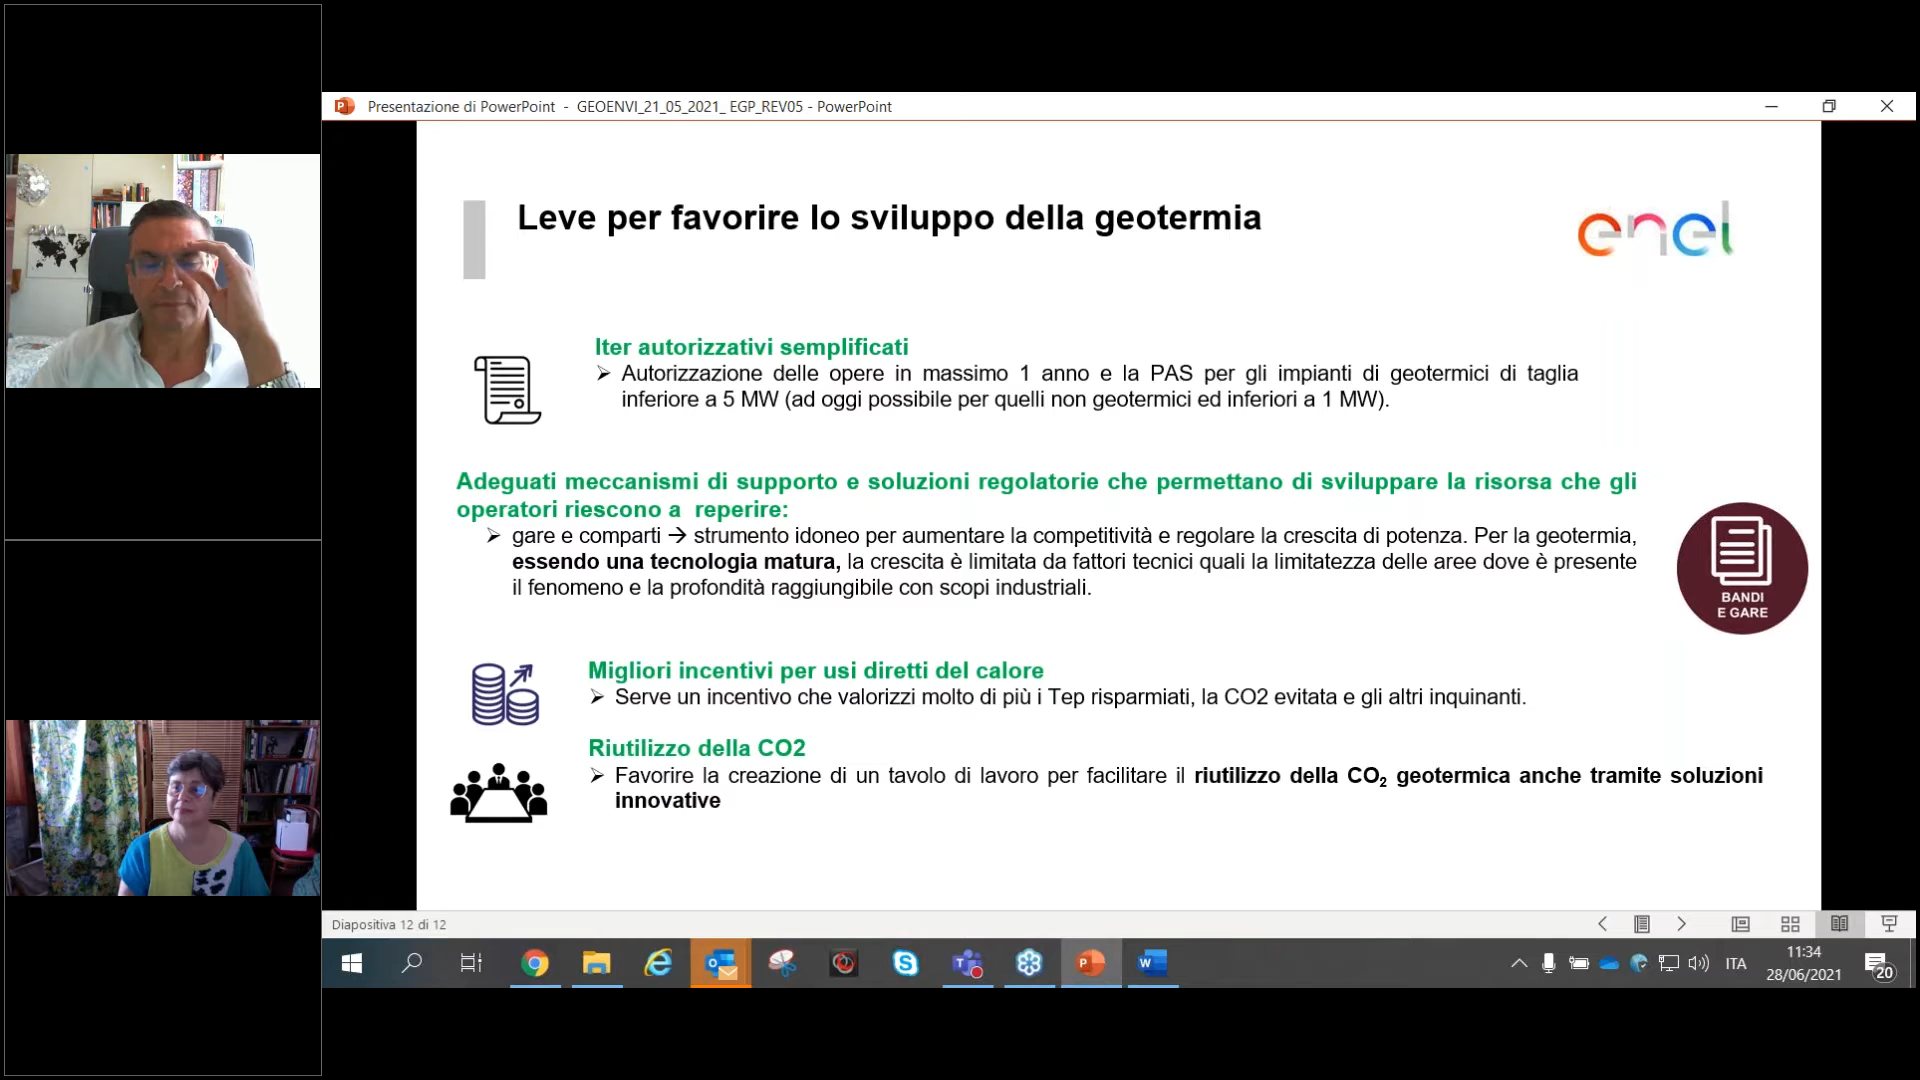 Presentazione di PowerPoint - GEOENVI_21_05_2021_ EGP_REV05 - PowerPoint
Leve per favorire lo sviluppo della geotermia
enel
Iter autorizzativi semplificati
Autorizzazione delle opere in massimo 1 anno e la PAS per gli impianti di geotermici di taglia
inferiore a 5 MW (ad oggi possibile per quelli non geotermici ed inferiori a 1 MW).
Adeguati meccanismi di supporto e soluzioni regolatorie che permettano di sviluppare la risorsa che gli
operatori riescono a reperire:
gare e comparti → strumento idoneo per aumentare la competitività e regolare la crescita di potenza. Per la geotermia,
essendo una tecnologia matura, la crescita è limitata da fattori tecnici quali la limitatezza delle aree dove è presente
il fenomeno e la profondità raggiungibile con scopi industriali.
BANDI
E GARE
Migliori incentivi per usi diretti del calore
Serve un incentivo che valorizzi molto di più i Tep risparmiati, la CO2 evitata e gli altri inquinanti.
Riutilizzo della CO2
Favorire la creazione di un tavolo di lavoro per facilitare il riutilizzo della CO₂ geotermica anche tramite soluzioni
innovative
Diapositiva 12 di 12
ITA
11:34
28/06/2021
20